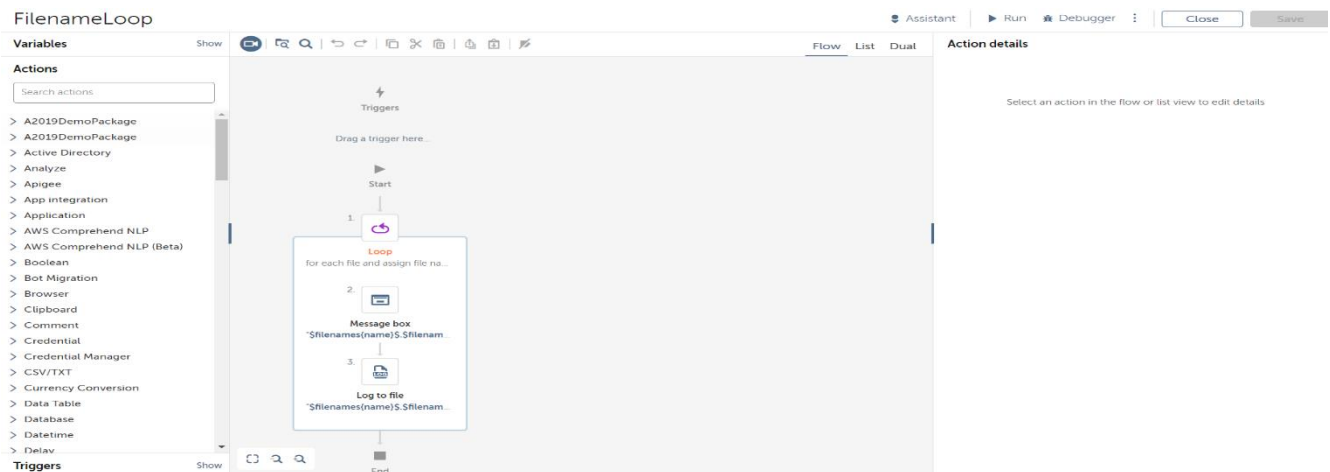 FilenameLoop
Assistant
Run
Debugger
Close
Save
Variables
Show
Flow
List
Dual
Action details
Actions
Search actions
Select an action in the flow or list view to edit details
A2019DemoPackage
A2019DemoPackage
Active Directory
Analyze
Apigee
App integration
Application
AWS Comprehend NLP
AWS Comprehend NLP (Beta)
Boolean
Bot Migration
Browser
Clipboard
Comment
Credential
Credential Manager
CSV/TXT
Currency Conversion
Data Table
Database
Datetime
Delay
Triggers
Show
Triggers
Drag a trigger here...
Start
1.
Loop
for each file and assign file na...
2.
Message box
"$filenames{name}$.$filenam...
3.
LOG
Log to file
"$filenames{name}$.$filenam...
End